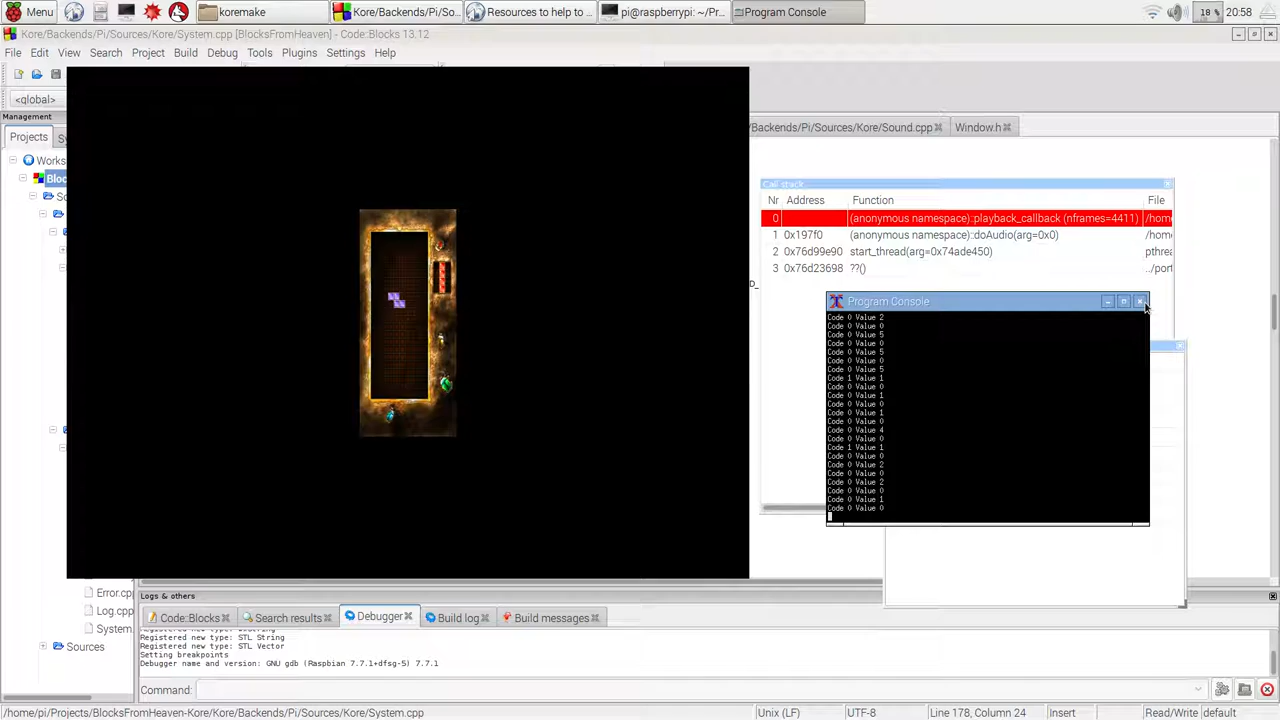 Menu
koremake
Kore/Backends/Pi/So...
Resources to help to ...
pi@raspberrypi: ~/Pr...
Program Console
18 %
20:58
Kore/Backends/Pi/Sources/Kore/System.cpp [BlocksFromHeaven] - Code::Blocks 13.12
File Edit View Search Project Build Debug Tools Plugins Settings Help
<global>
Management
Projects Sy
/Backends/Pi/Sources/Kore/Sound.cpp
Window.h
Works
Bloc
So
Call stack
Nr Address Function File
0 (anonymous namespace)::playback_callback (nframes=4411) /home
1 0x197f0 (anonymous namespace)::doAudio(arg=0x0) /home
2 0x76d99e90 start_thread(arg=0x74ade450) pthrea
3 0x76d23698 ??() ../port
D_
Program Console
Code 0 Value 2
Code 0 Value 0
Code 0 Value 5
Code 0 Value 0
Code 0 Value 5
Code 0 Value 0
Code 0 Value 5
Code 1 Value 1
Code 0 Value 0
Code 0 Value 1
Code 0 Value 0
Code 0 Value 1
Code 0 Value 0
Code 0 Value 4
Code 0 Value 0
Code 1 Value 1
Code 0 Value 0
Code 0 Value 2
Code 0 Value 0
Code 0 Value 2
Code 0 Value 0
Code 0 Value 1
Code 0 Value 0
Error.cp
Log.cpp
System.
Sources
Logs & others
Code::Blocks
Search results
Debugger
Build log
Build messages
Registered new type: STL String
Registered new type: STL Vector
Setting breakpoints
Debugger name and version: GNU gdb (Raspbian 7.7.1+dfsg-5) 7.7.1
Command:
/home/pi/Projects/BlocksFromHeaven-Kore/Kore/Backends/Pi/Sources/Kore/System.cpp
Unix (LF)
UTF-8
Line 178, Column 24
Insert
Read/Write
default